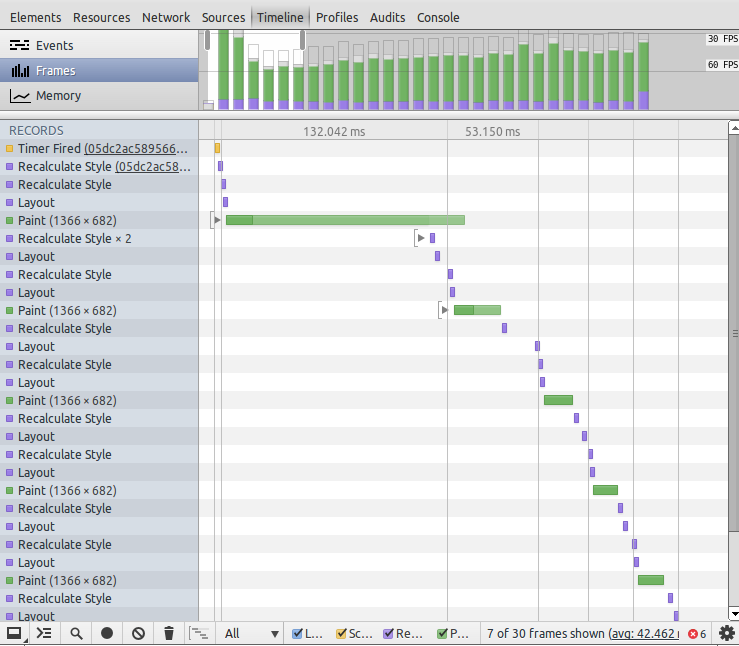 Elements Resources Network Sources Timeline Profiles Audits Console
Events
Frames
Memory
30 FPS
60 FPS
RECORDS
132.042 ms 53.150 ms
Timer Fired (05dc2ac589566...
Recalculate Style (05dc2ac58...
Recalculate Style
Layout
Paint (1366 × 682)
Recalculate Style × 2
Layout
Recalculate Style
Layout
Paint (1366 × 682)
Recalculate Style
Layout
Recalculate Style
Layout
Paint (1366 × 682)
Recalculate Style
Layout
Recalculate Style
Layout
Paint (1366 × 682)
Recalculate Style
Layout
Recalculate Style
Layout
Paint (1366 × 682)
Recalculate Style
Layout
All L... Sc... Re... P... 7 of 30 frames shown (avg: 42.462 6